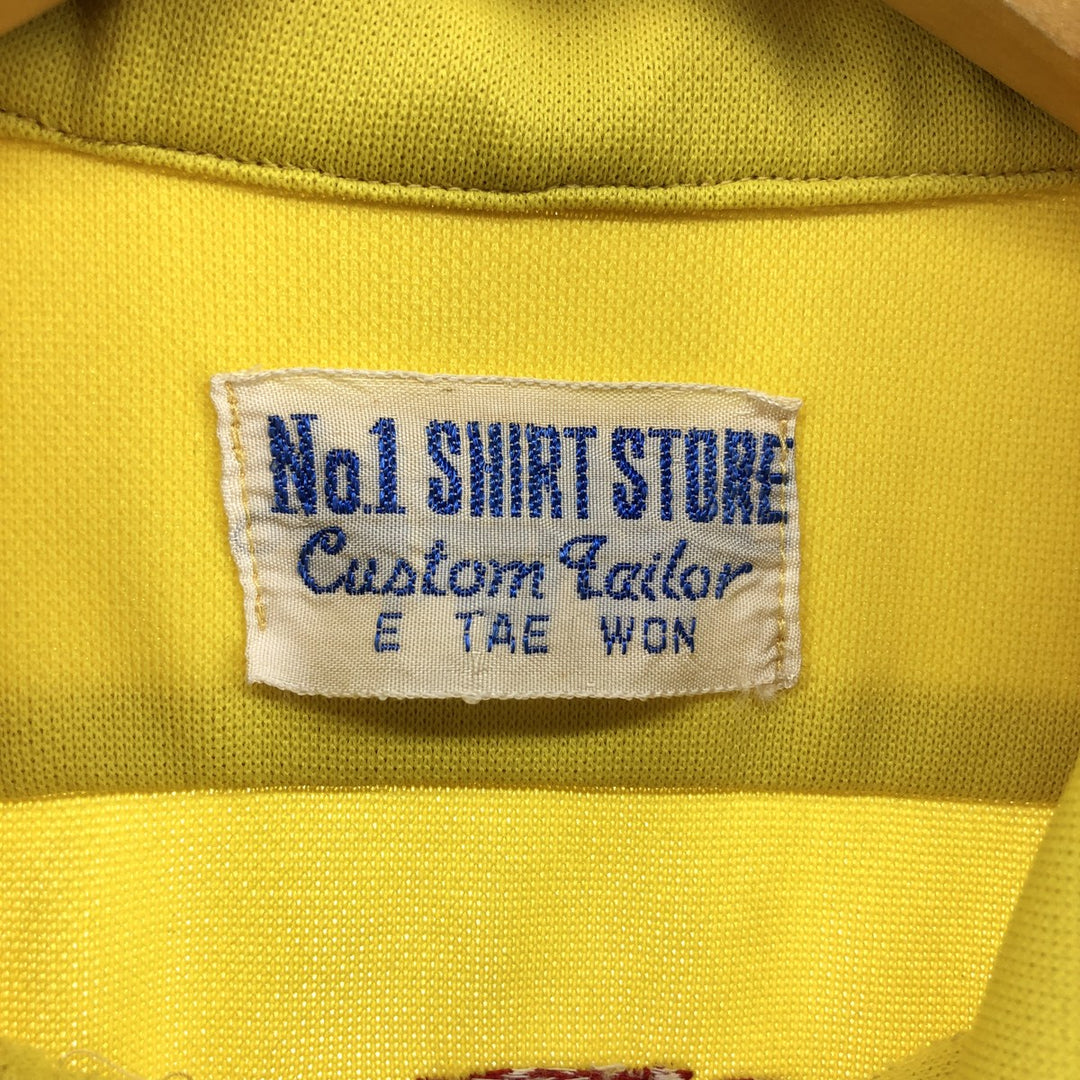 No.1 SHIRT STORE
Custom Tailor
E TAE WON